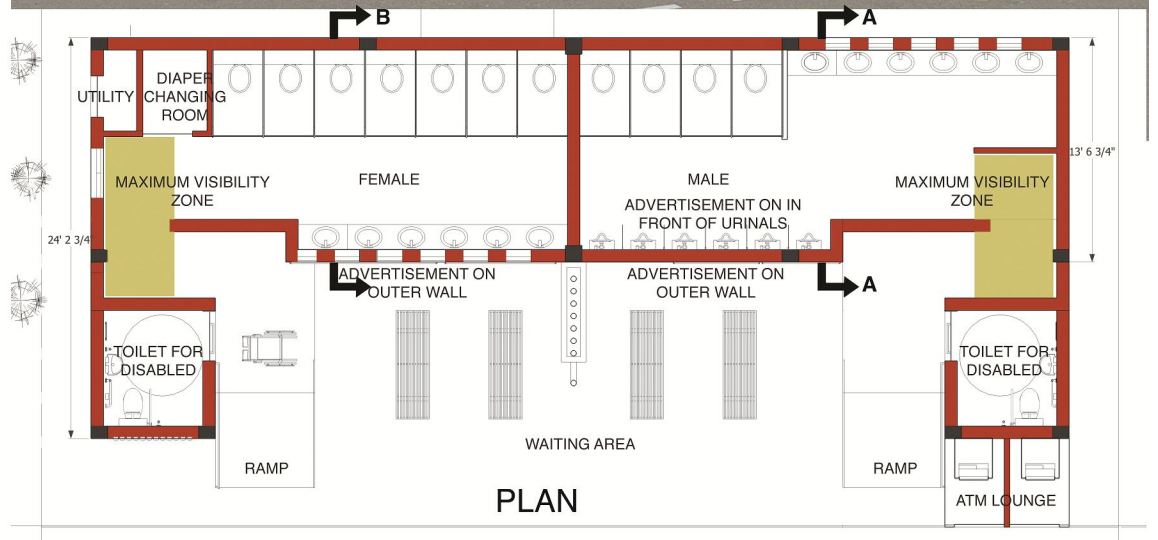 B
A
UTILITY
DIAPER
CHANGING
ROOM
13' 6 3/4"
MAXIMUM VISIBILITY
ZONE
FEMALE
MALE
MAXIMUM VISIBILITY
ZONE
ADVERTISEMENT ON IN
FRONT OF URINALS
24' 2 3/4"
ADVERTISEMENT ON
OUTER WALL
ADVERTISEMENT ON
OUTER WALL
A
TOILET FOR
DISABLED
TOILET FOR
DISABLED
WAITING AREA
RAMP
RAMP
PLAN
ATM LOUNGE